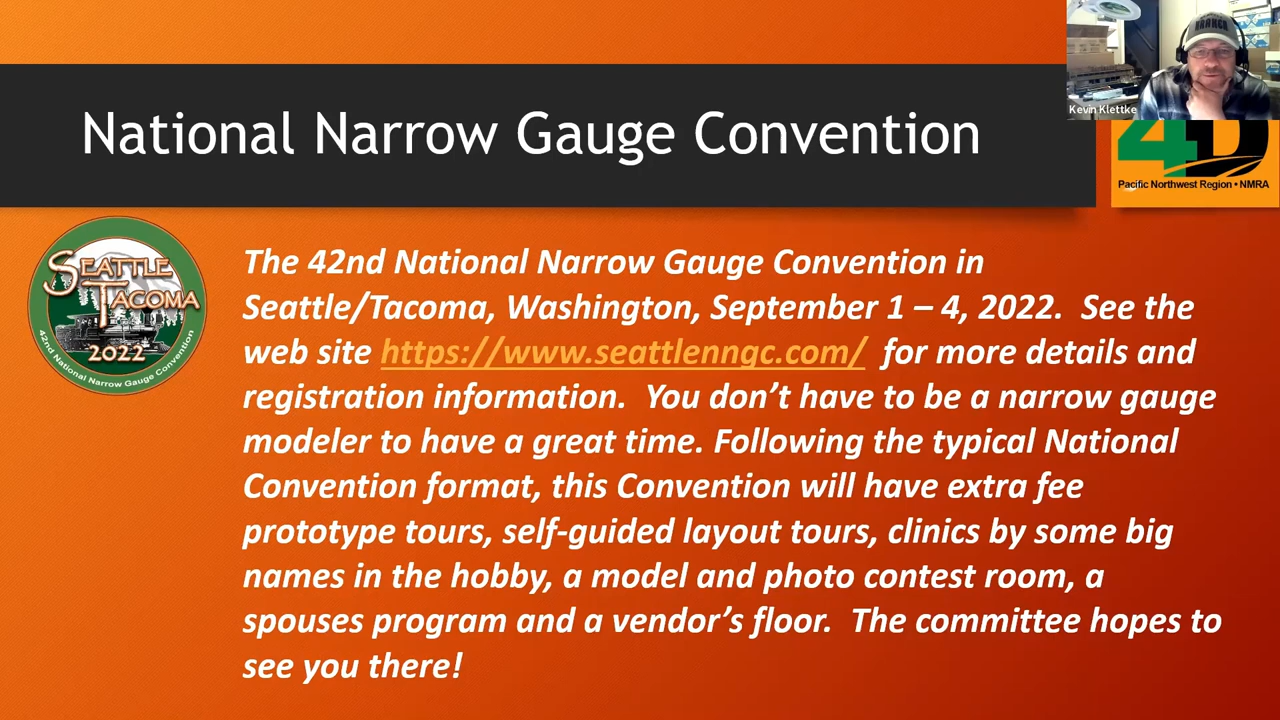 National Narrow Gauge Convention
Kevin Klettke
4D
Pacific Northwest Region • NMRA
SEATTLE
TACOMA
2022
42nd National Narrow Gauge Convention
The 42nd National Narrow Gauge Convention in
Seattle/Tacoma, Washington, September 1 – 4, 2022.  See the
web site https://www.seattlenngc.com/  for more details and
registration information.  You don’t have to be a narrow gauge
modeler to have a great time. Following the typical National
Convention format, this Convention will have extra fee
prototype tours, self-guided layout tours, clinics by some big
names in the hobby, a model and photo contest room, a
spouses program and a vendor’s floor.  The committee hopes to
see you there!